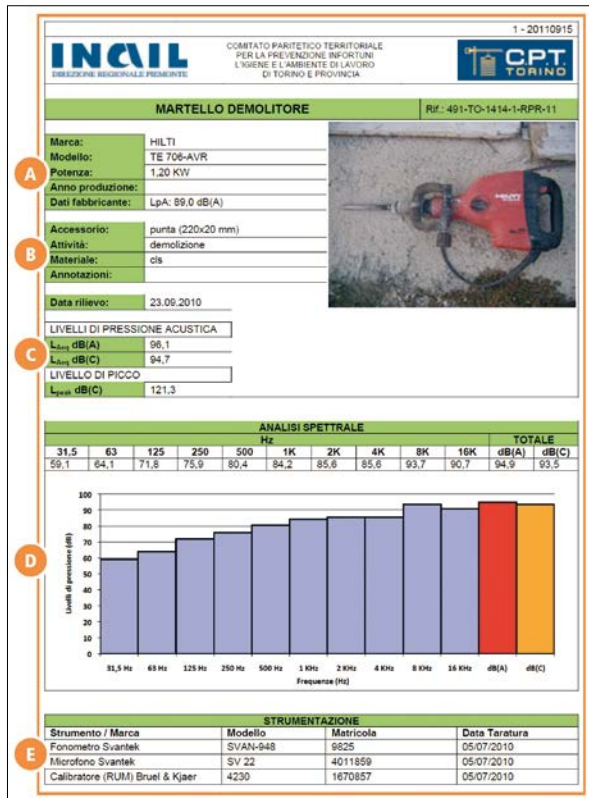 1 - 20110915
INAIL
DIREZIONE REGIONALE PIEMONTE
COMITATO PARITETICO TERRITORIALE
PER LA PREVENZIONE INFORTUNI
L'IGIENE E L'AMBIENTE DI LAVORO
DI TORINO E PROVINCIA
C.P.T.
TORINO
MARTELLO DEMOLITORE Rif.: 491-TO-1414-1-RPR-11
A
Marca: HILTI
Modello: TE 706-AVR
Potenza: 1,20 KW
Anno produzione:
Dati fabbricante: LpA: 89,0 dB(A)
B
Accessorio: punta (220x20 mm)
Attività: demolizione
Materiale: cls
Annotazioni:
Data rilievo: 23.09.2010
C
LIVELLI DI PRESSIONE ACUSTICA
LAeq dB(A) 96,1
LAeq dB(C) 94,7
LIVELLO DI PICCO
Lpeak dB(C) 121,3
HILTI
D
ANALISI SPETTRALE
Hz TOTALE
31,5 63 125 250 500 1K 2K 4K 8K 16K dB(A) dB(C)
59,1 64,1 71,8 75,9 80,4 84,2 85,6 85,6 93,7 90,7 94,9 93,5
Livelli di pressione (dB)
100
90
80
70
60
50
40
30
20
10
0
31,5 Hz 63 Hz 125 Hz 250 Hz 500 Hz 1 KHz 2 KHz 4 KHz 8 KHz 16 KHz dB(A) dB(C)
Frequenze (Hz)
E
STRUMENTAZIONE
Strumento / Marca Modello Matricola Data Taratura
Fonometro Svantek SVAN-948 9825 05/07/2010
Microfono Svantek SV 22 4011859 05/07/2010
Calibratore (RUM) Bruel & Kjaer 4230 1670857 05/07/2010